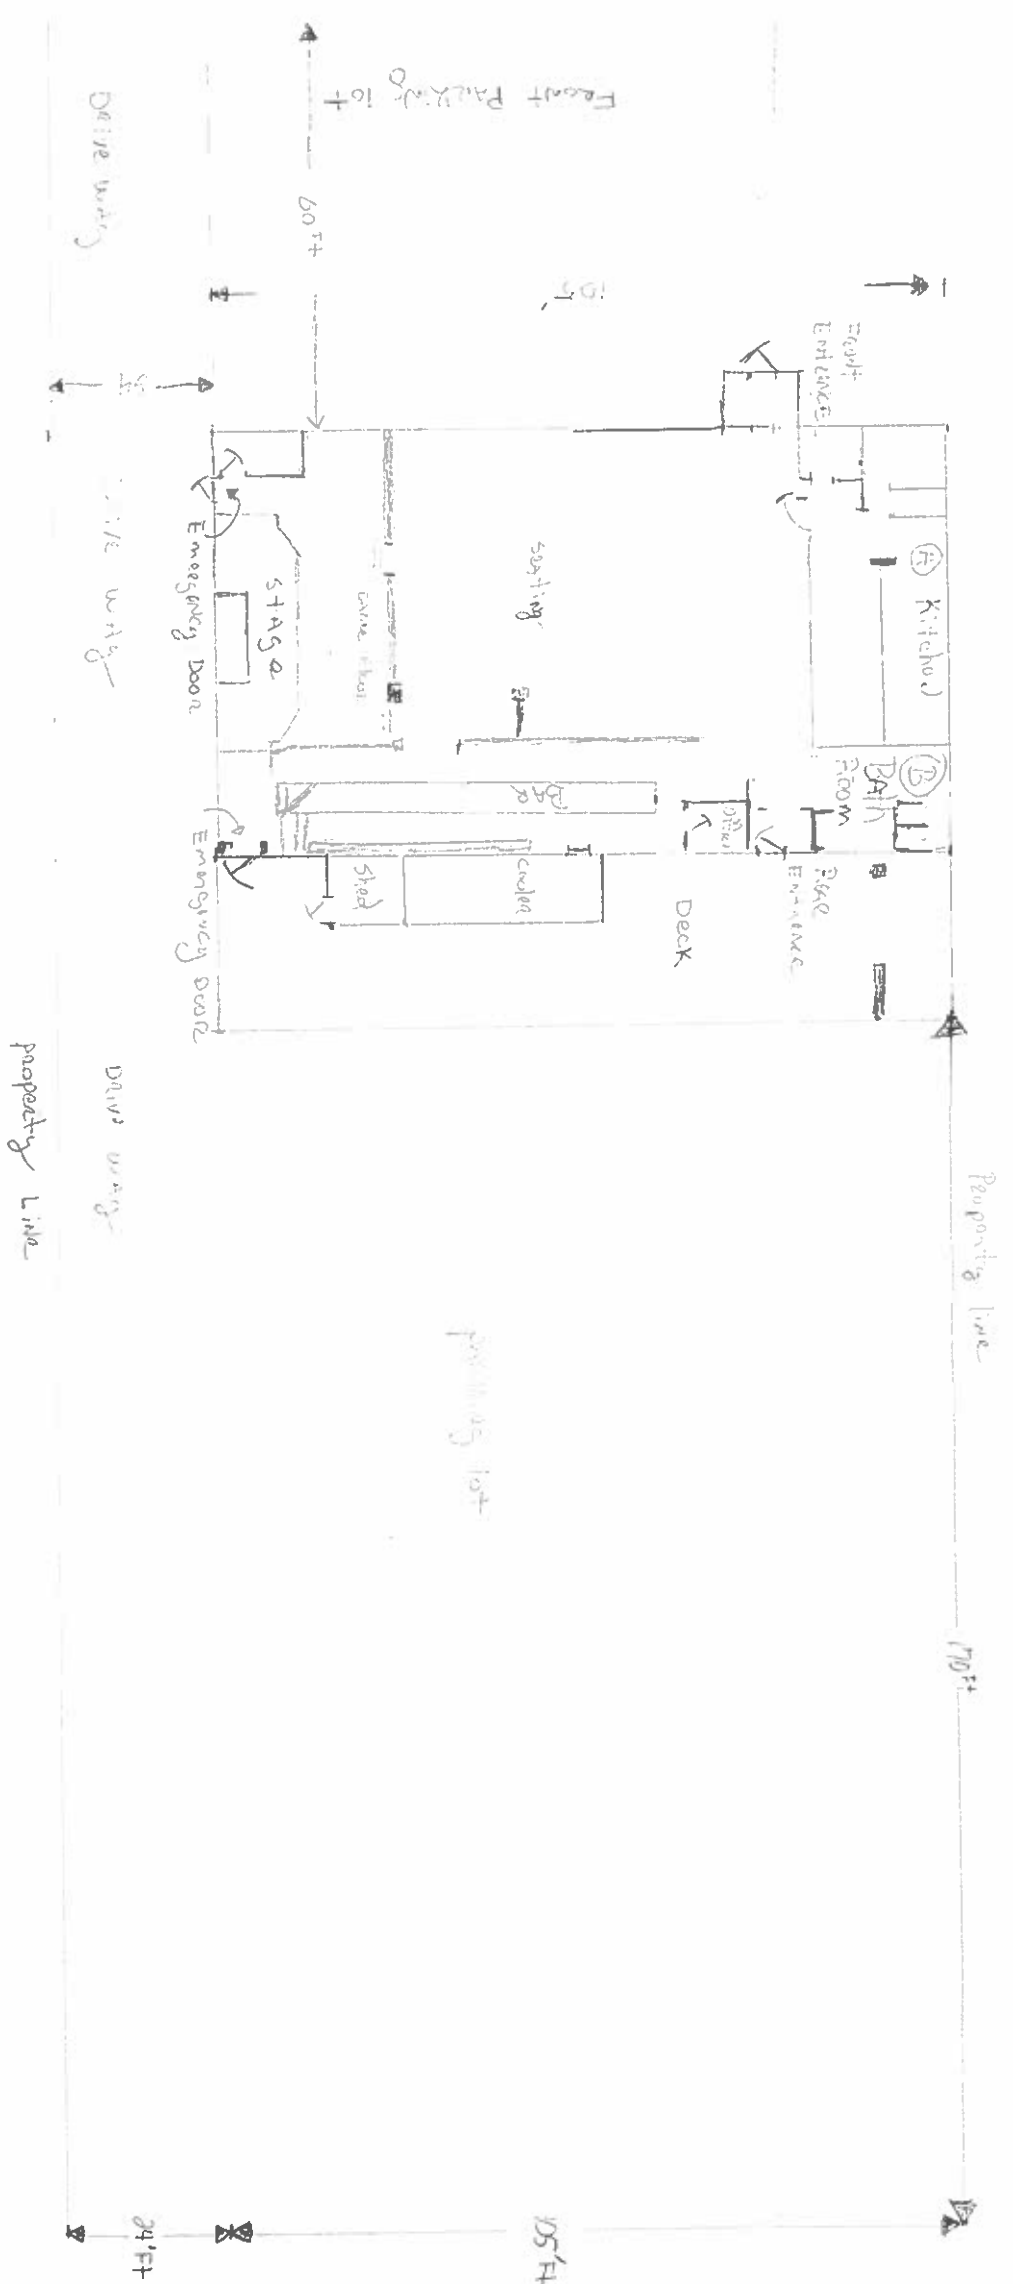 Front Parking lot
Drive way
60 Ft
105'
Front
Entrance
Emergency Door
Stage
Seating
(A) Kitchen
(B)
Bath
Room
BAR
Office
Rear
Entrance
Cooler
Shed
Deck
Emergency Door
Drive way
property Line
Property line
parking lot
170 Ft
24' Ft
105' Ft